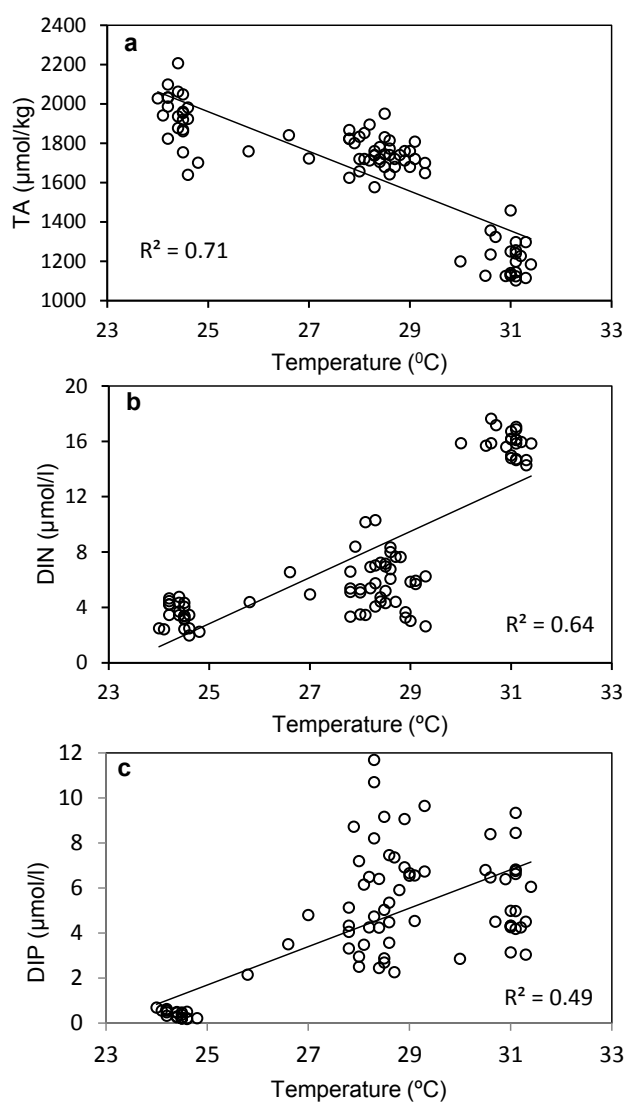 a
2400
2200
2000
1800
1600
1400
1200
1000
TA (µmol/kg)
R² = 0.71
23 25 27 29 31 33
Temperature (⁰C)
b
20
16
12
8
4
0
DIN (µmol/l)
R² = 0.64
23 25 27 29 31 33
Temperature (ºC)
c
12
10
8
6
4
2
0
DIP (µmol/l)
R² = 0.49
23 25 27 29 31 33
Temperature (ºC)